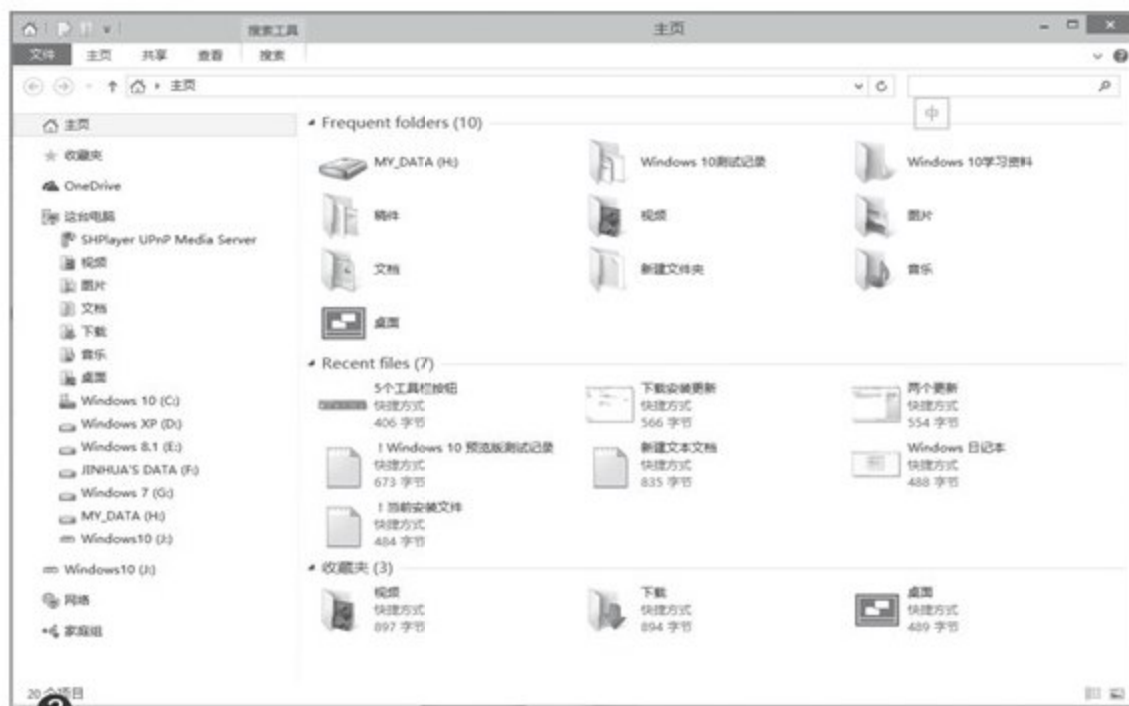 搜索工具
主页
文件 主页 共享 查看 搜索
主页
中
主页
收藏夹
OneDrive
这台电脑
SHPlayer UPnP Media Server
视频
图片
文档
下载
音乐
桌面
Windows 10 (C:)
Windows XP (D:)
Windows 8.1 (E:)
JINHUA'S DATA (F:)
Windows 7 (G:)
MY_DATA (H:)
Windows10 (J:)
Windows10 (J:)
网络
家庭组
Frequent folders (10)
MY_DATA (H:) Windows 10测试记录 Windows 10学习资料
稿件 视频 图片
文档 新建文件夹 音乐
桌面
Recent files (7)
5个工具栏按钮 下载安装更新 两个更新
快捷方式 快捷方式 快捷方式
406 字节 566 字节 554 字节
！Windows 10 预览版测试记录 新建文本文档 Windows 日记本
快捷方式 快捷方式 快捷方式
673 字节 835 字节 488 字节
！当前安装文件
快捷方式
484 字节
收藏夹 (3)
视频 下载 桌面
快捷方式 快捷方式 快捷方式
897 字节 894 字节 489 字节
20 个项目